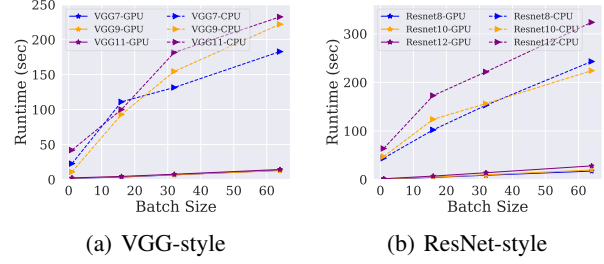 VGG7-GPU VGG7-CPU
VGG9-GPU VGG9-CPU
VGG11-GPU VGG11-CPU
Runtime (sec)
250
200
150
100
50
0
0 10 20 30 40 50 60
Batch Size
(a) VGG-style
Resnet8-GPU Resnet8-CPU
Resnet10-GPU Resnet10-CPU
Resnet12-GPU Resnet12-CPU
Runtime (sec)
300
200
100
0
0 10 20 30 40 50 60
Batch Size
(b) ResNet-style